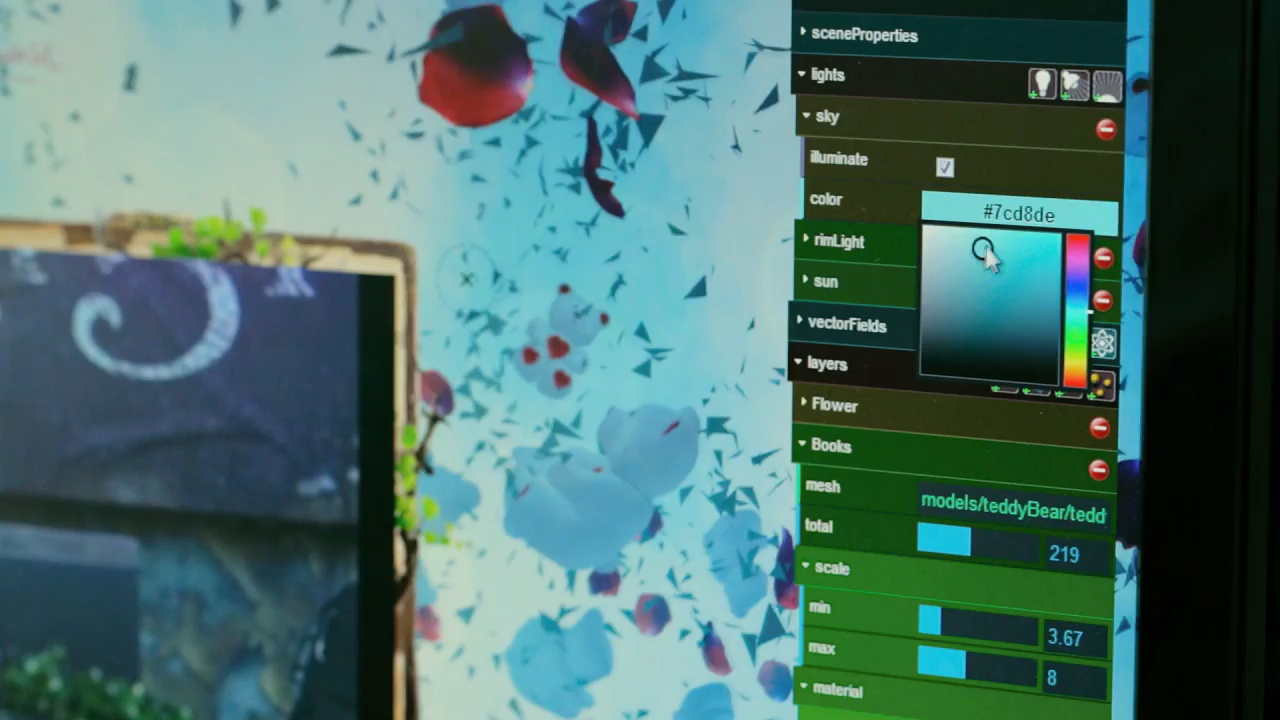 sceneProperties
lights
sky
illuminate
color #7cd8de
rimLight
sun
vectorFields
layers
Flower
Books
mesh models/teddyBear/tedd
total 219
scale
min 3.67
max 8
material